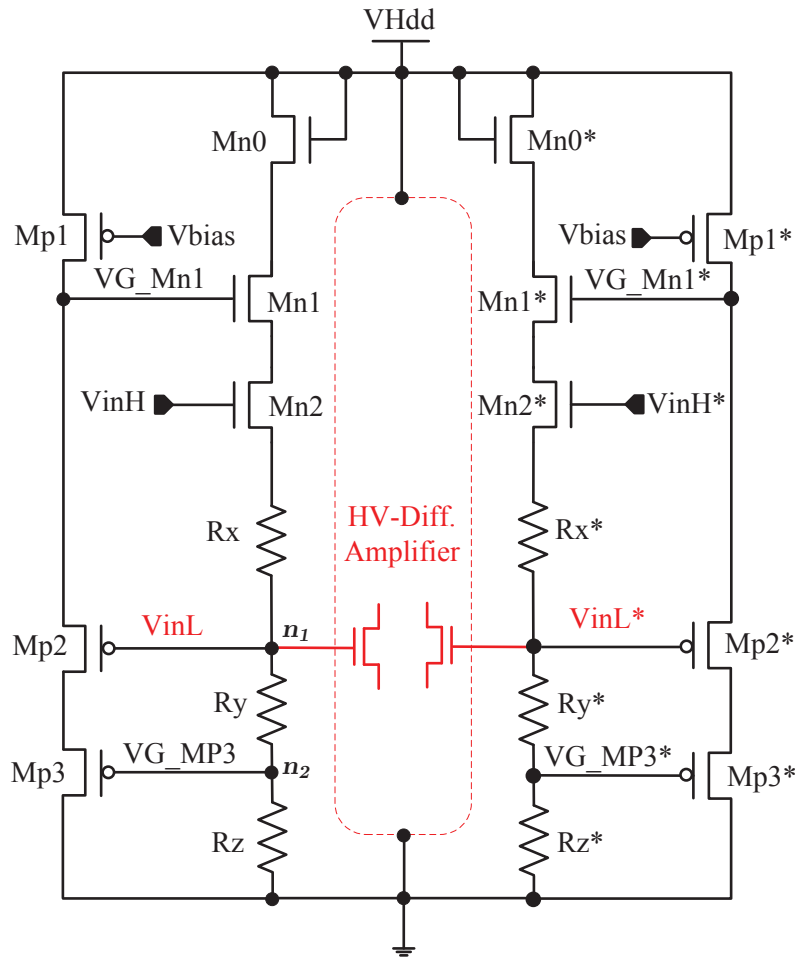 VHdd
Mn0
Mn0*
Mp1
Vbias
Vbias
Mp1*
VG_Mn1
VG_Mn1*
Mn1
Mn1*
VinH
Mn2
Mn2*
VinH*
Rx
HV-Diff.
Amplifier
Rx*
Mp2
VinL
n1
VinL*
Mp2*
Ry
Ry*
Mp3
VG_MP3
n2
VG_MP3*
Mp3*
Rz
Rz*